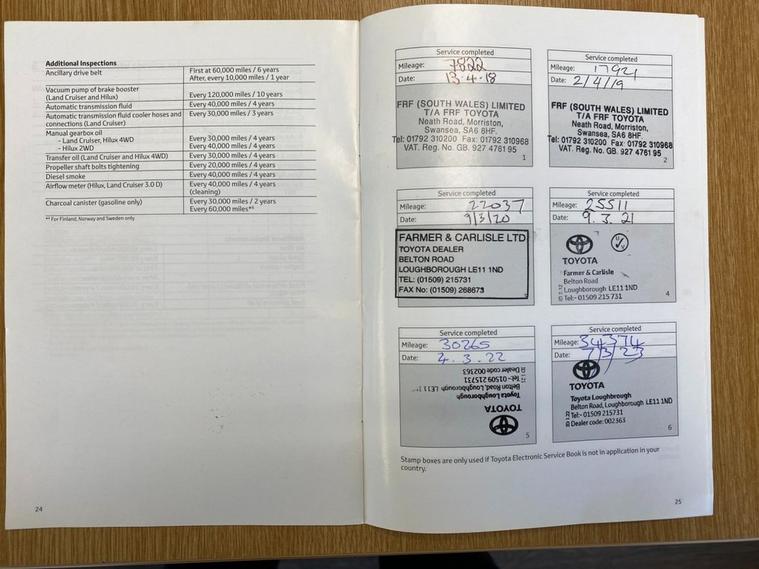 Additional Inspections
Ancillary drive belt First at 60,000 miles / 6 years
After, every 10,000 miles / 1 year
Vacuum pump of brake booster
(Land Cruiser and Hilux) Every 120,000 miles / 10 years
Automatic transmission fluid Every 40,000 miles / 4 years
Automatic transmission fluid cooler hoses and Every 30,000 miles / 3 years
connections (Land Cruiser)
Manual gearbox oil
- Land Cruiser, Hilux 4WD Every 30,000 miles / 4 years
- Hilux 2WD Every 40,000 miles / 4 years
Transfer oil (Land Cruiser and Hilux 4WD) Every 30,000 miles / 4 years
Propeller shaft bolts tightening Every 20,000 miles / 4 years
Diesel smoke Every 40,000 miles / 4 years
Airflow meter (Hilux, Land Cruiser 3.0 D) Every 40,000 miles / 4 years
(cleaning)
Charcoal canister (gasoline only) Every 30,000 miles / 2 years
Every 60,000 miles*⁶
*⁶ For Finland, Norway and Sweden only
24
Service completed
Mileage: 7822
Date: 13-4-18
FRF (SOUTH WALES) LIMITED
T/A FRF TOYOTA
Neath Road, Morriston,
Swansea, SA6 8HF.
Tel: 01792 310200 Fax: 01792 310968
VAT. Reg. No. GB. 927 4761 95
1
Service completed
Mileage: 17921
Date: 2/4/19
FRF (SOUTH WALES) LIMITED
T/A FRF TOYOTA
Neath Road, Morriston,
Swansea, SA6 8HF.
Tel: 01792 310200 Fax: 01792 310968
VAT. Reg. No. GB. 927 4761 95
2
Service completed
Mileage: 22037
Date: 9/3/20
FARMER & CARLISLE LTD
TOYOTA DEALER
BELTON ROAD
LOUGHBOROUGH LE11 1ND
TEL: (01509) 215731
FAX No: (01509) 268673
Service completed
Mileage: 25511
Date: 9.3.21
TOYOTA
Farmer & Carlisle
Belton Road
Loughborough LE11 1ND
Tel:- 01509 215 731
4
Service completed
Mileage: 30265
Date: 2.3.22
TOYOTA
Toyota Loughborough
Belton Road, Loughborough LE11
Tel:- 01509 215731
Dealer code: 002363
5
Service completed
Mileage: 34374
Date: 7/3/23
TOYOTA
Toyota Loughbrough
Belton Road, Loughborough LE11 1ND
Tel:- 01509 215731
Dealer code: 002363
6
Stamp boxes are only used if Toyota Electronic Service Book is not in application in your
country.
25